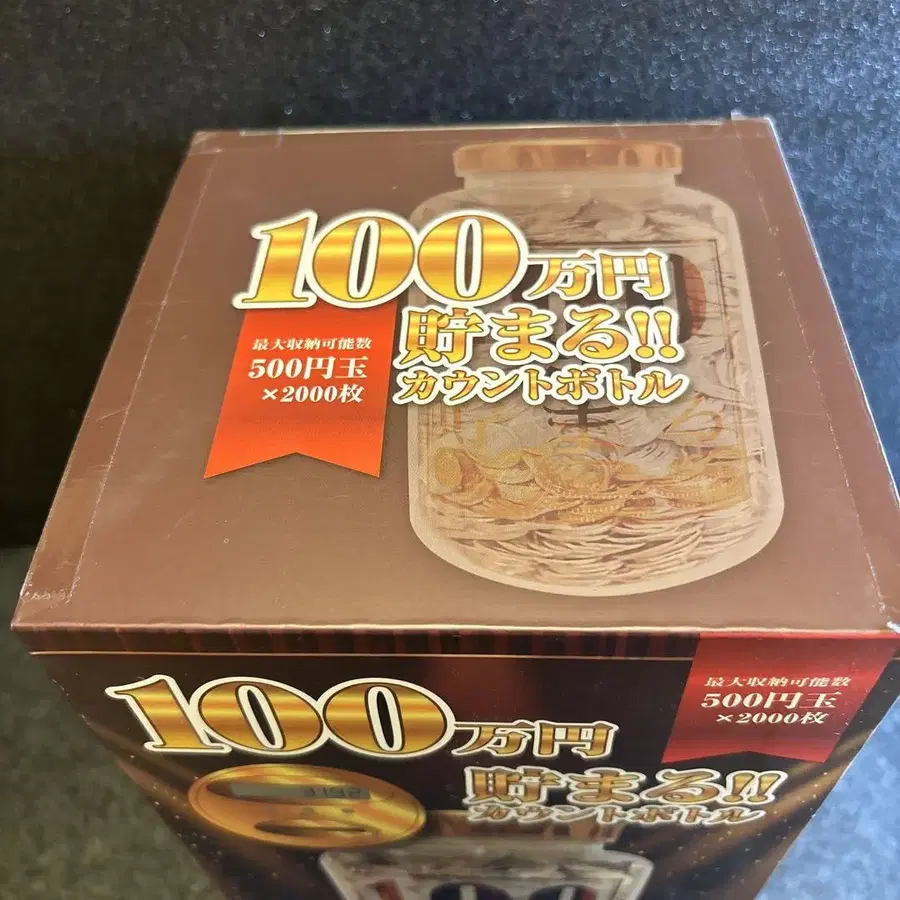 100万円
貯まる!!
カウントボトル
最大収納可能数
500円玉
×2000枚
100万円
貯まる!!
カウントボトル
最大収納可能数
500円玉
×2000枚